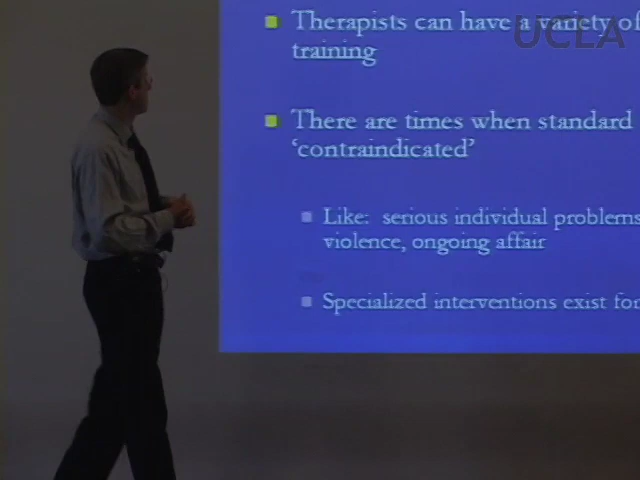 UCLA
Therapists can have a variety of
training
There are times when standard
'contraindicated'
Like: serious individual problems
violence, ongoing affair
Specialized interventions exist for